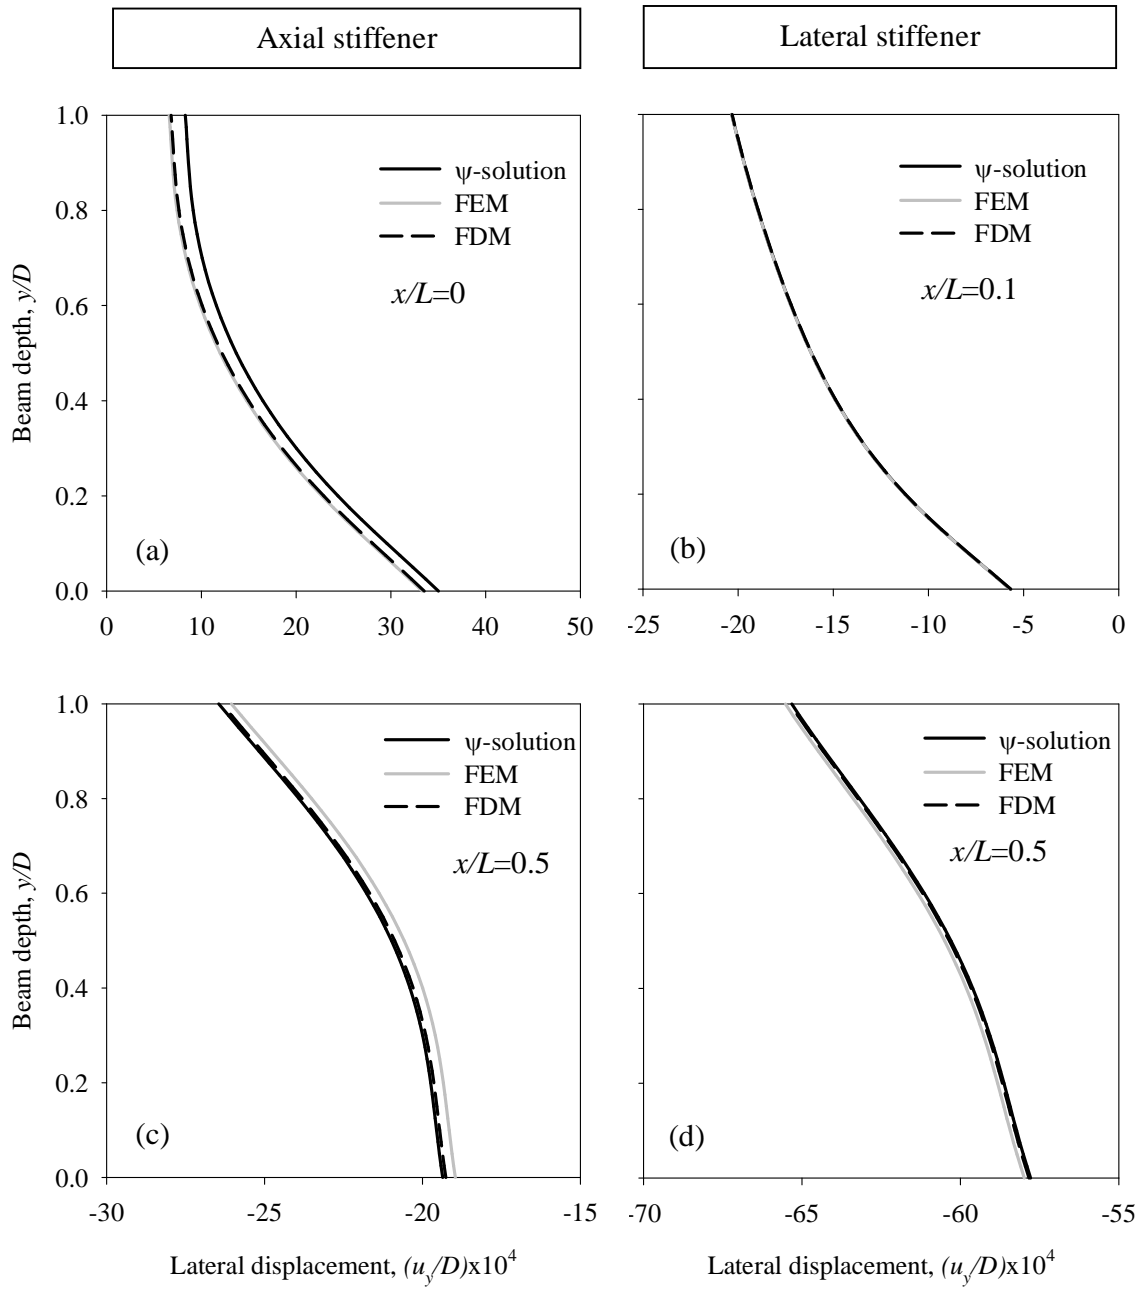 Axial stiffener
Lateral stiffener
1.0
0.8
0.6
0.4
0.2
0.0
Beam depth, y/D
ψ-solution
FEM
FDM
x/L=0
(a)
0 10 20 30 40 50
ψ-solution
FEM
FDM
x/L=0.1
(b)
-25 -20 -15 -10 -5 0
1.0
0.8
0.6
0.4
0.2
0.0
Beam depth, y/D
ψ-solution
FEM
FDM
x/L=0.5
(c)
-30 -25 -20 -15
Lateral displacement, (u_y/D)x10^4
ψ-solution
FEM
FDM
x/L=0.5
(d)
-70 -65 -60 -55
Lateral displacement, (u_y/D)x10^4